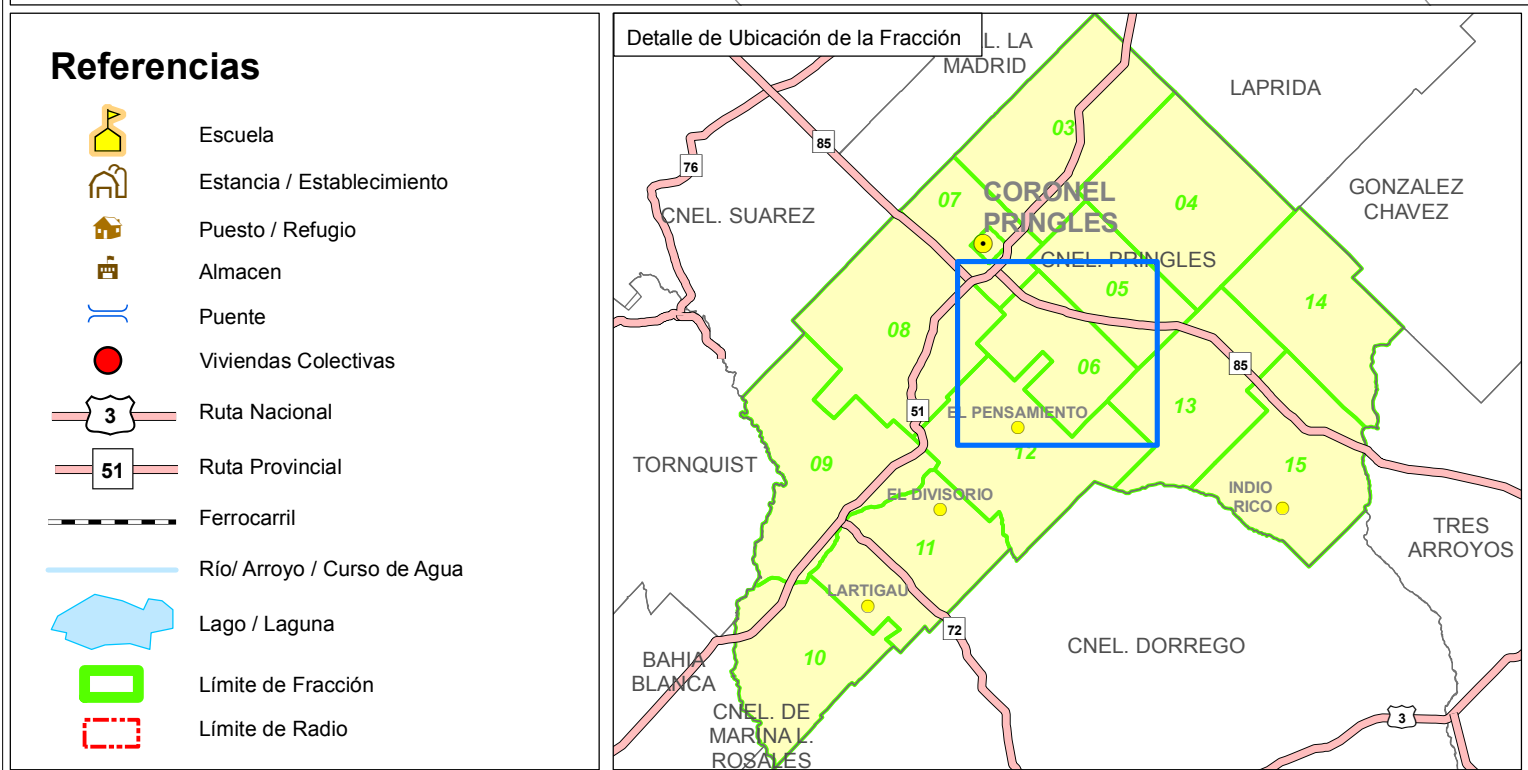 Referencias
Escuela
Estancia / Establecimiento
Puesto / Refugio
Almacen
Puente
Viviendas Colectivas
3
Ruta Nacional
51
Ruta Provincial
Ferrocarril
Río/ Arroyo / Curso de Agua
Lago / Laguna
Límite de Fracción
Límite de Radio
Detalle de Ubicación de la Fracción
L. LA
MADRID
LAPRIDA
03
85
76
GONZALEZ
CHAVEZ
07
CORONEL
PRINGLES
04
CNEL. SUAREZ
CNEL. PRINGLES
05
14
08
06
85
51
EL PENSAMIENTO
13
12
TORNQUIST
09
15
EL DIVISORIO
INDIO
RICO
TRES
ARROYOS
11
LARTIGAU
72
CNEL. DORREGO
10
BAHIA
BLANCA
CNEL. DE
MARINA L.
ROSALES
3